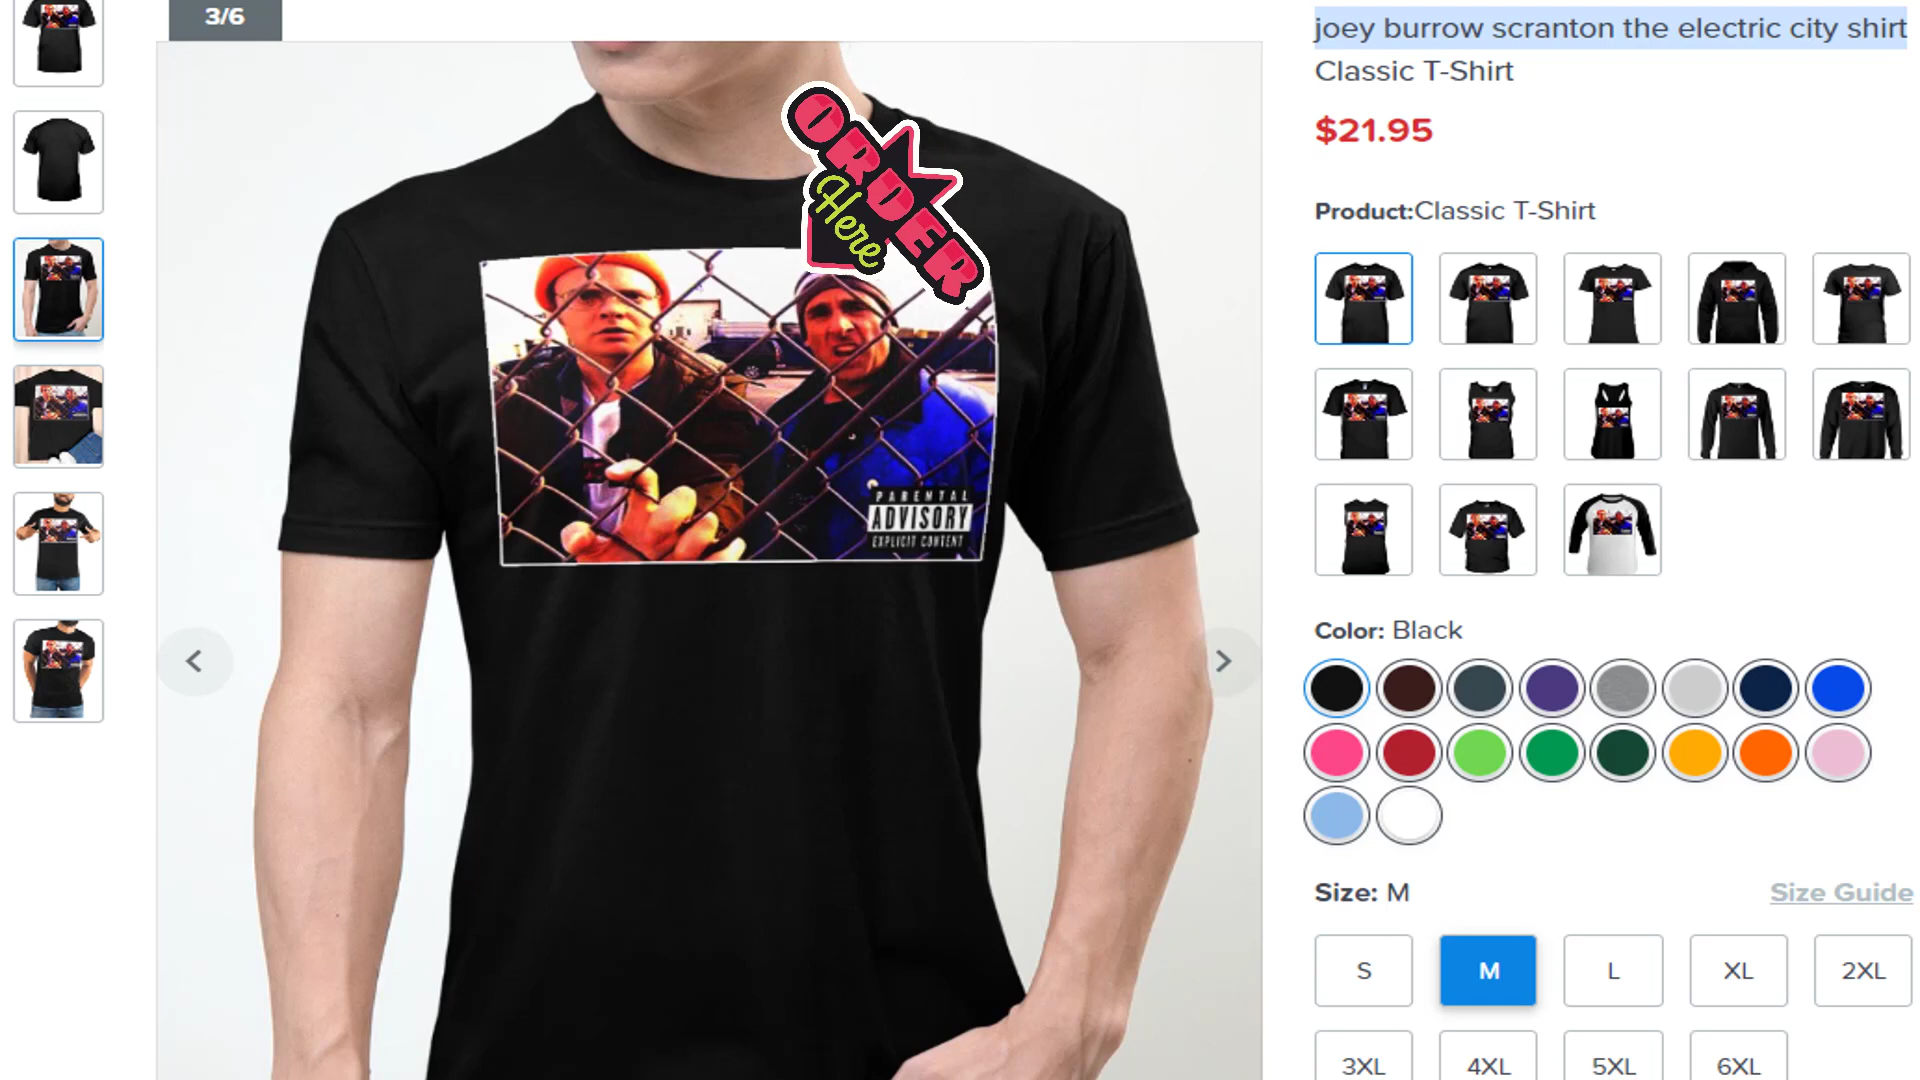 3/6
ORDER
Here
PARENTAL
ADVISORY
EXPLICIT CONTENT
joey burrow scranton the electric city shirt
Classic T-Shirt
$21.95
Product:Classic T-Shirt
Color: Black
Size: M
Size Guide
S
M
L
XL
2XL
3XL
4XL
5XL
6XL